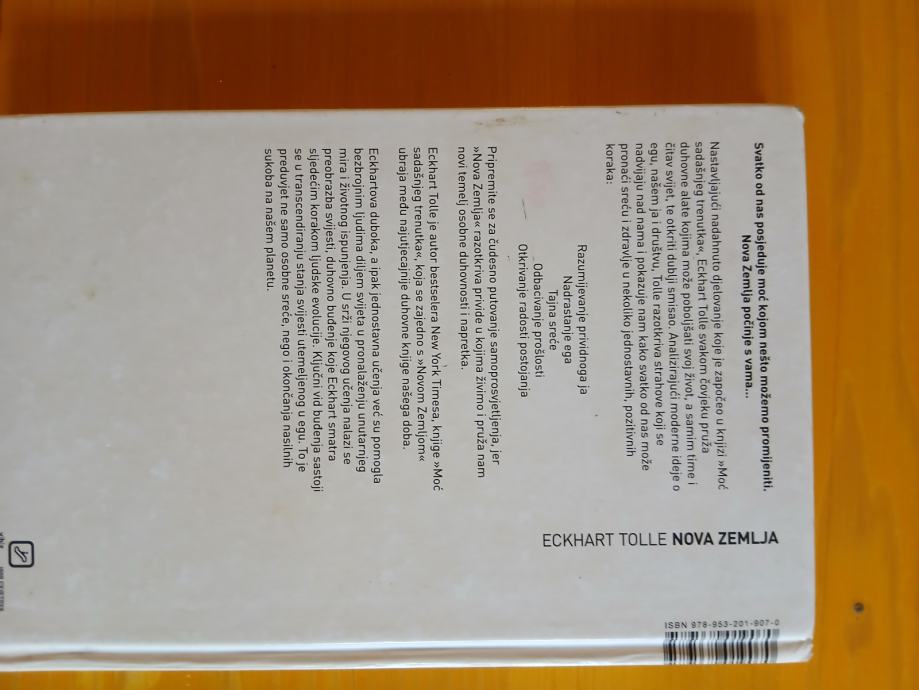 Svatko od nas posjeduje moć kojom nešto možemo promijeniti.
Nova Zemlja počinje s vama...
Nastavljajući nadahnuto djelovanje koje je započeo u knjizi »Moć
sadašnjeg trenutka«, Eckhart Tolle svakom čovjeku pruža
duhovne alate kojima može poboljšati svoj život, a samim time i
čitav svijet, te otkriti dublji smisao. Analizirajući moderne ideje o
egu, našem ja i društvu, Tolle razotkriva strahove koji se
nadvijaju nad nama i pokazuje nam kako svatko od nas može
pronaći sreću i zdravlje u nekoliko jednostavnih, pozitivnih
koraka:
Razumijevanje prividnoga ja
Nadrastanje ega
Tajna sreće
Odbacivanje prošlosti
Otkrivanje radosti postojanja
Pripremite se za čudesno putovanje samoprosvjetljenja, jer
»Nova Zemlja« razotkriva privide u kojima živimo i pruža nam
novi temelj osobne duhovnosti i napretka.
Eckhart Tolle je autor bestselera New York Timesa, knjige »Moć
sadašnjeg trenutka«, koja se zajedno s »Novom Zemljom«
ubraja među najutjecajnije duhovne knjige našega doba.
Eckhartova duboka, a ipak jednostavna učenja već su pomogla
bezbrojnim ljudima diljem svijeta u pronalaženju unutarnjeg
mira i životnog ispunjenja. U srži njegovog učenja nalazi se
preobrazba svijesti, duhovno buđenje koje Eckhart smatra
sljedećim korakom ljudske evolucije. Ključni vid buđenja sastoji
se u transcendiranju stanja svijesti utemeljenog u egu. To je
preduvjet ne samo osobne sreće, nego i okončanja nasilnih
sukoba na našem planetu.
ECKHART TOLLE NOVA ZEMLJA
ISBN 978-953-201-907-0